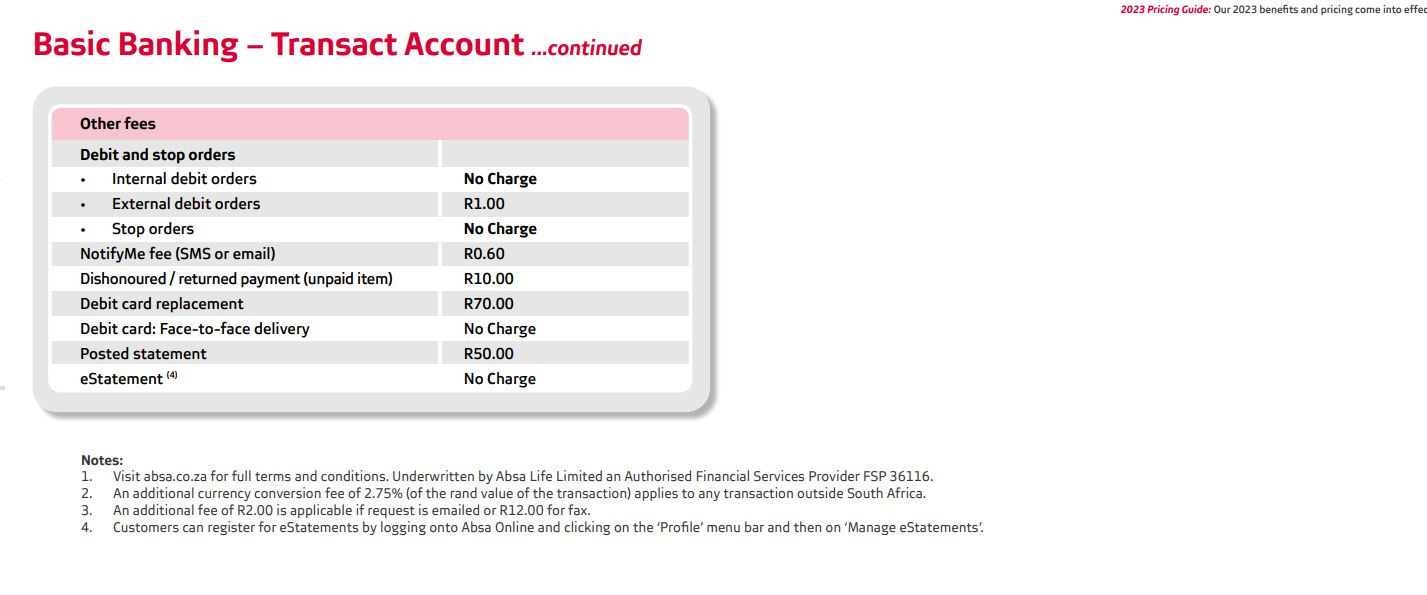 2023 Pricing Guide: Our 2023 benefits and pricing come into effec
Basic Banking – Transact Account ...continued
Other fees
Debit and stop orders
• Internal debit orders No Charge
• External debit orders R1.00
• Stop orders No Charge
NotifyMe fee (SMS or email) R0.60
Dishonoured / returned payment (unpaid item) R10.00
Debit card replacement R70.00
Debit card: Face-to-face delivery No Charge
Posted statement R50.00
eStatement (4) No Charge
Notes:
1. Visit absa.co.za for full terms and conditions. Underwritten by Absa Life Limited an Authorised Financial Services Provider FSP 36116.
2. An additional currency conversion fee of 2.75% (of the rand value of the transaction) applies to any transaction outside South Africa.
3. An additional fee of R2.00 is applicable if request is emailed or R12.00 for fax.
4. Customers can register for eStatements by logging onto Absa Online and clicking on the ‘Profile’ menu bar and then on ‘Manage eStatements’.